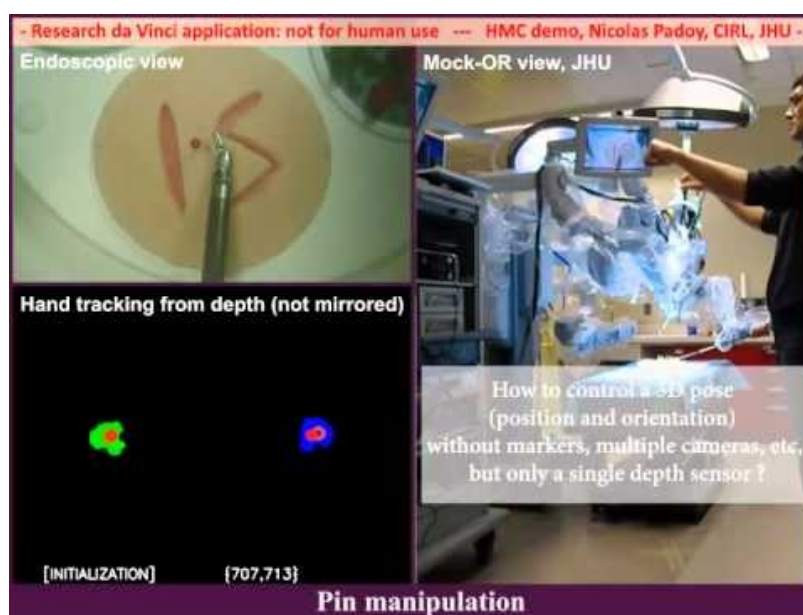 - Research da Vinci application: not for human use --- HMC demo, Nicolas Padoy, CIRL, JHU -
Endoscopic view
Mock-OR view, JHU
Hand tracking from depth (not mirrored)
How to control a 3D pose
(position and orientation)
without markers, multiple cameras, etc,
but only a single depth sensor ?
[INITIALIZATION] {707,713}
Pin manipulation